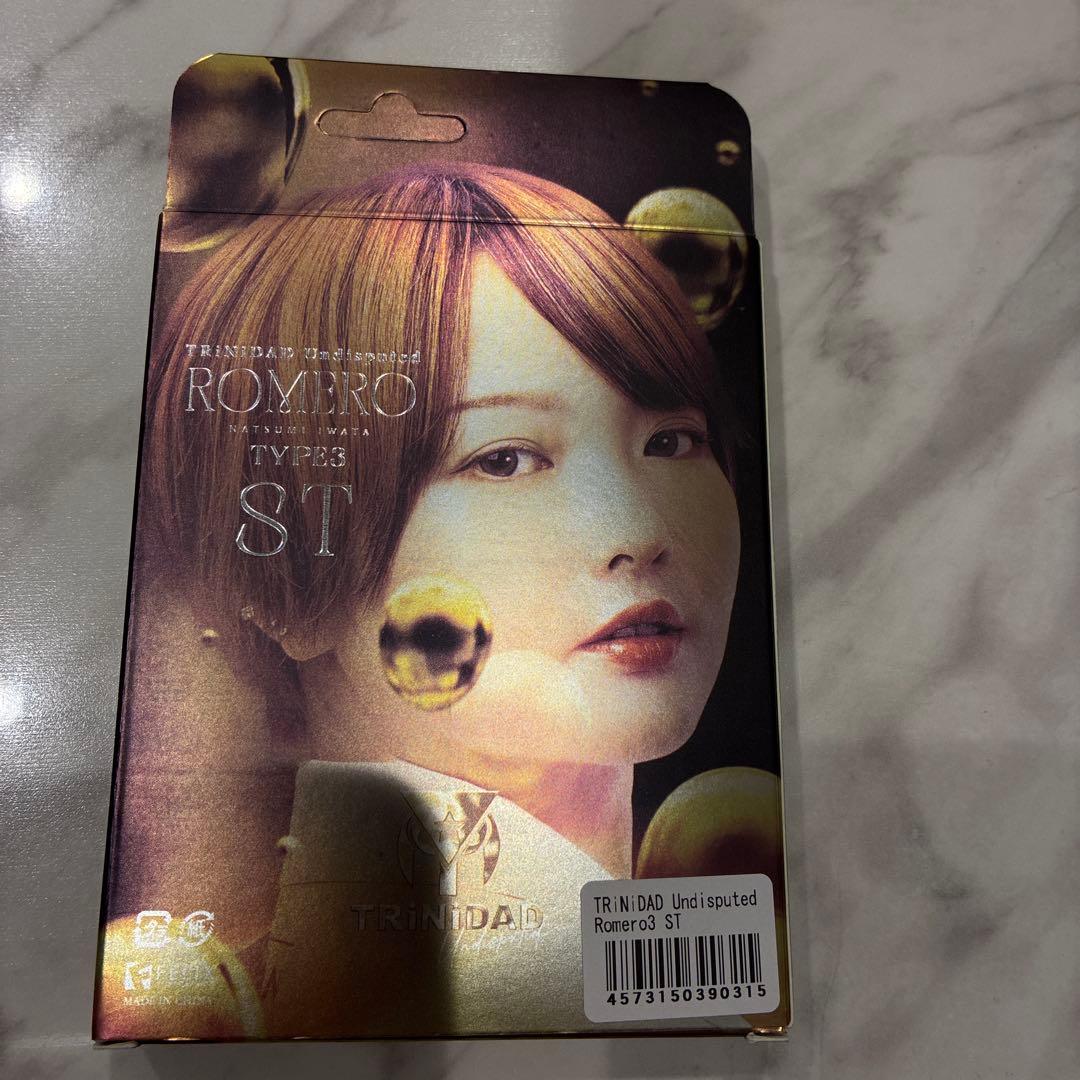 TRiNiDAD Undisputed
ROMERO
NATSUMI IWATA
TYPE3
ST
TRiNiDAD
MADE IN CHINA
TRiNiDAD Undisputed
Romero3 ST
4573150390315